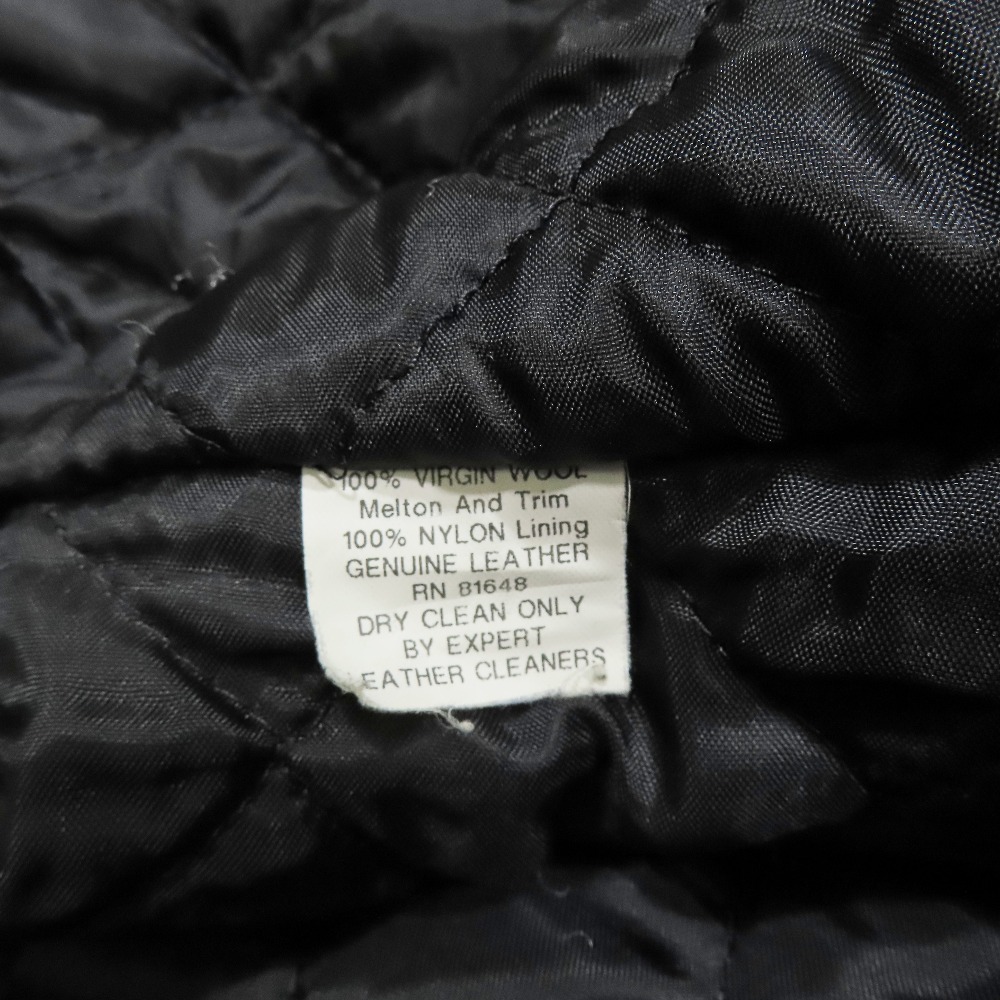 100% VIRGIN WOOL
Melton And Trim
100% NYLON Lining
GENUINE LEATHER
RN 81648
DRY CLEAN ONLY
BY EXPERT
LEATHER CLEANERS